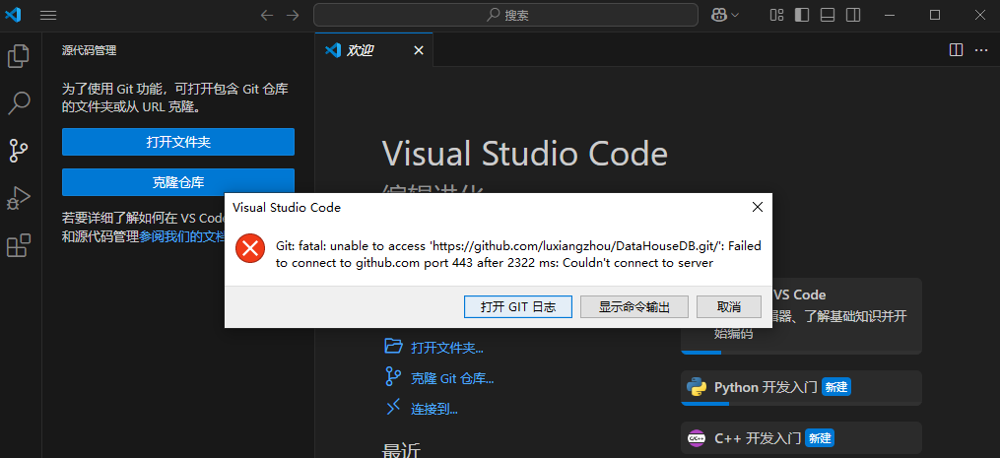 搜索
源代码管理
欢迎
为了使用 Git 功能，可打开包含 Git 仓库
的文件夹或从 URL 克隆。
打开文件夹
克隆仓库
若要详细了解如何在 VS Code
和源代码管理参阅我们的文档
Visual Studio Code
编辑进化
Visual Studio Code
Git: fatal: unable to access 'https://github.com/luxiangzhou/DataHouseDB.git/': Failed
to connect to github.com port 443 after 2322 ms: Couldn't connect to server
打开 GIT 日志
显示命令输出
取消
打开文件夹...
克隆 Git 仓库...
连接到...
最近
VS Code
器、了解基础知识并开
始编码
Python 开发入门 新建
C/C++
C++ 开发入门 新建